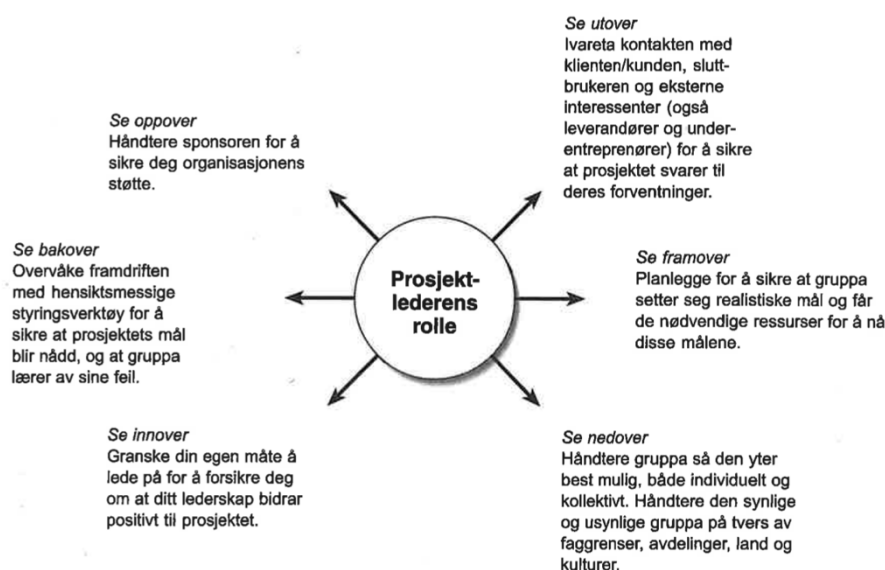 Se utover
Ivareta kontakten med
klienten/kunden, slutt-
brukeren og eksterne
interessenter (også
leverandører og under-
entreprenører) for å sikre
at prosjektet svarer til
deres forventninger.
Se oppover
Håndtere sponsoren for å
sikre deg organisasjonens
støtte.
Se bakover
Overvåke framdriften
med hensiktsmessige
styringsverktøy for å
sikre at prosjektets mål
blir nådd, og at gruppa
lærer av sine feil.
Prosjekt-
lederens
rolle
Se framover
Planlegge for å sikre at gruppa
setter seg realistiske mål og får
de nødvendige ressurser for å nå
disse målene.
Se innover
Granske din egen måte å
lede på for å forsikre deg
om at ditt lederskap bidrar
positivt til prosjektet.
Se nedover
Håndtere gruppa så den yter
best mulig, både individuelt og
kollektivt. Håndtere den synlige
og usynlige gruppa på tvers av
faggrenser, avdelinger, land og
kulturer.